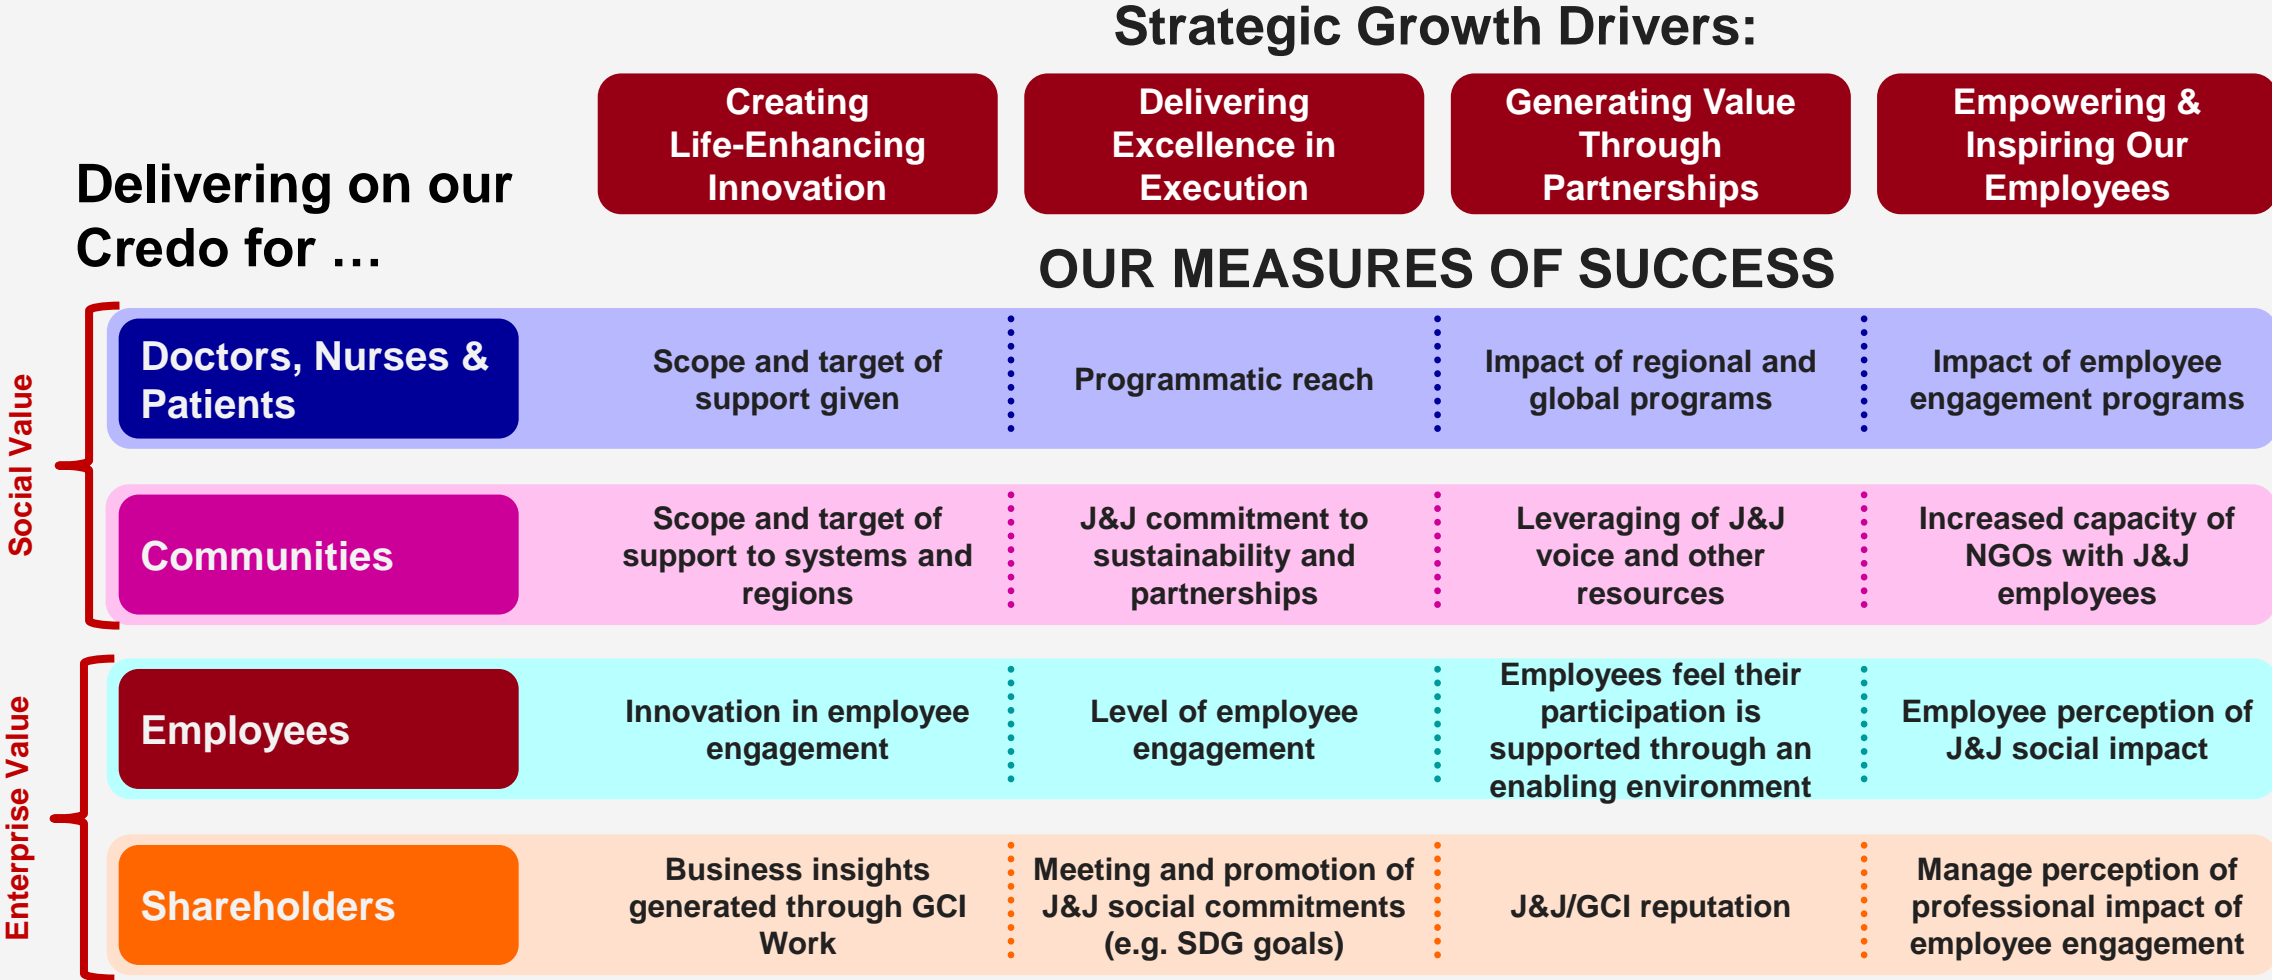 Strategic Growth Drivers:
Creating
Life-Enhancing
Innovation
Delivering
Excellence in
Execution
Generating Value
Through
Partnerships
Empowering &
Inspiring Our
Employees
Delivering on our
Credo for …
OUR MEASURES OF SUCCESS
Social Value
Doctors, Nurses &
Patients
Scope and target of
support given
Programmatic reach
Impact of regional and
global programs
Impact of employee
engagement programs
Communities
Scope and target of
support to systems and
regions
J&J commitment to
sustainability and
partnerships
Leveraging of J&J
voice and other
resources
Increased capacity of
NGOs with J&J
employees
Enterprise Value
Employees
Innovation in employee
engagement
Level of employee
engagement
Employees feel their
participation is
supported through an
enabling environment
Employee perception of
J&J social impact
Shareholders
Business insights
generated through GCI
Work
Meeting and promotion of
J&J social commitments
(e.g. SDG goals)
J&J/GCI reputation
Manage perception of
professional impact of
employee engagement